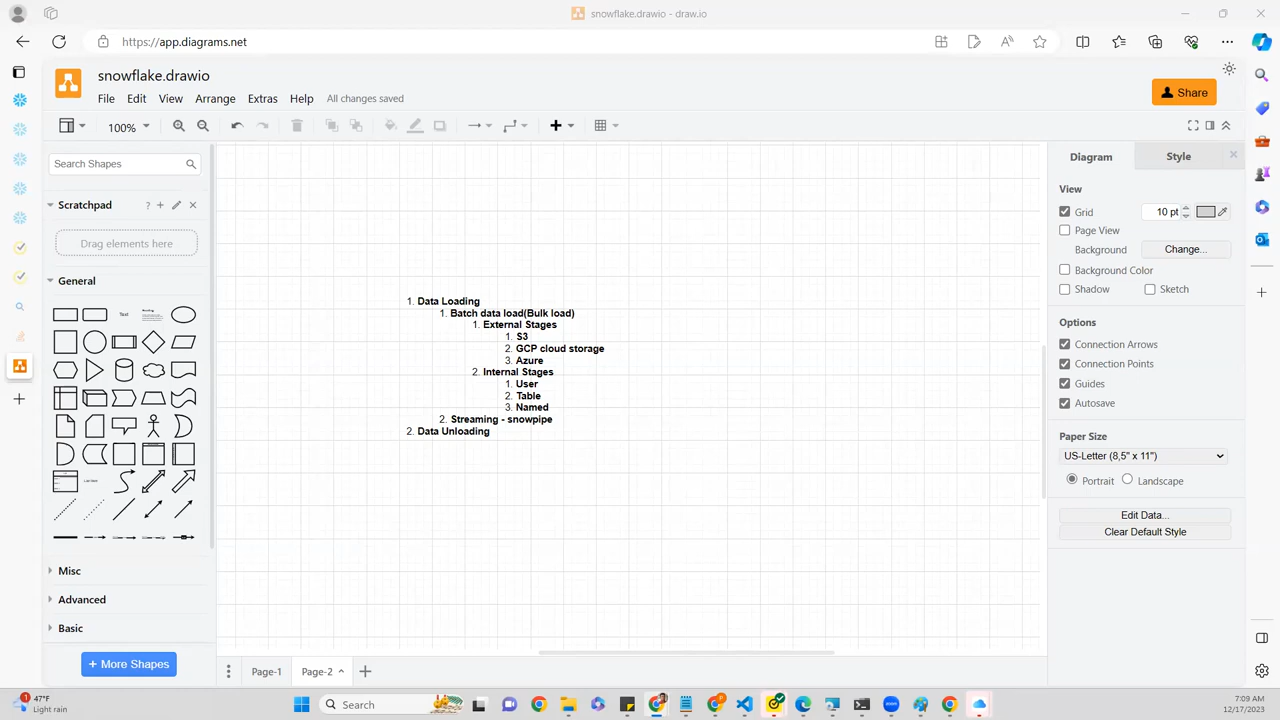 snowflake.drawio - draw.io
https://app.diagrams.net
snowflake.drawio
File Edit View Arrange Extras Help All changes saved
Share
100%
Search Shapes
Scratchpad
?
Drag elements here
General
Text
Misc
Advanced
Basic
+ More Shapes
1. Data Loading
1. Batch data load(Bulk load)
1. External Stages
1. S3
2. GCP cloud storage
3. Azure
2. Internal Stages
1. User
2. Table
3. Named
2. Streaming - snowpipe
2. Data Unloading
Diagram Style
View
Grid 10 pt
Page View
Background Change...
Background Color
Shadow Sketch
Options
Connection Arrows
Connection Points
Guides
Autosave
Paper Size
US-Letter (8,5" x 11")
Portrait Landscape
Edit Data...
Clear Default Style
Page-1 Page-2
1
47°F
Light rain
Search
7:09 AM
12/17/2023